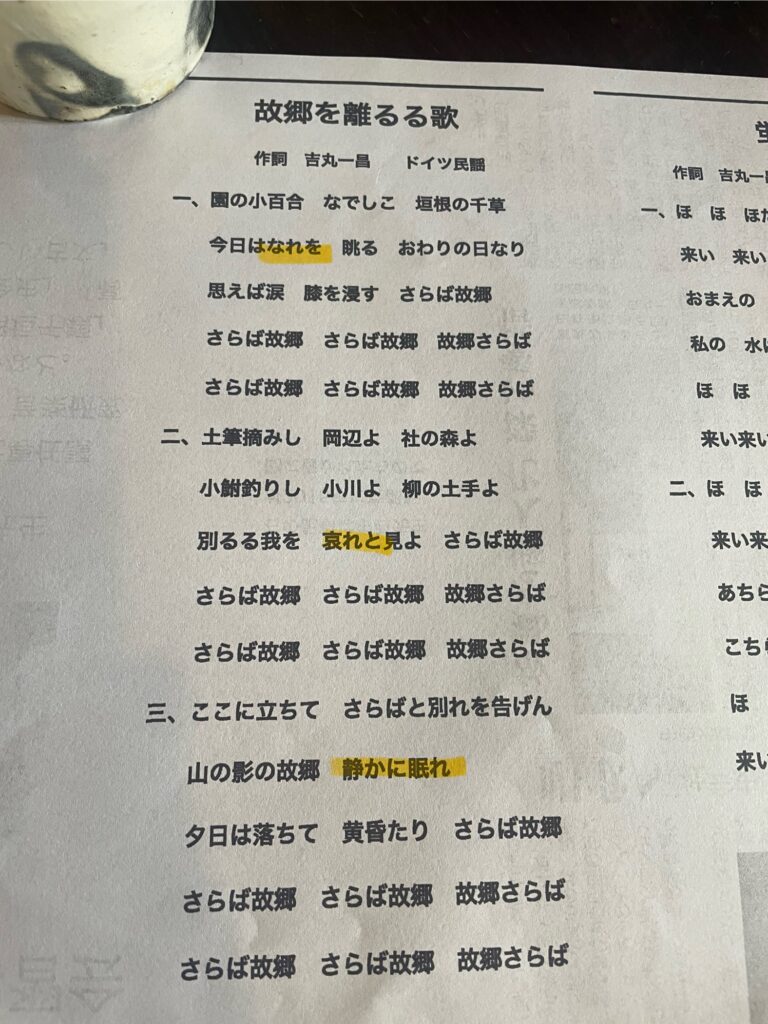 故郷を離るる歌
作詞　吉丸一昌　　ドイツ民謡
一、園の小百合　なでしこ　垣根の千草
今日はなれを　眺る　おわりの日なり
思えば涙　膝を漫す　さらば故郷
さらば故郷　さらば故郷　故郷さらば
さらば故郷　さらば故郷　故郷さらば
二、土筆摘みし　岡辺よ　社の森よ
小鮒釣りし　小川よ　柳の土手よ
別るる我を　哀れと見よ　さらば故郷
さらば故郷　さらば故郷　故郷さらば
さらば故郷　さらば故郷　故郷さらば
三、ここに立ちて　さらばと別れを告げん
山の影の故郷　静かに眠れ
夕日は落ちて　黄昏たり　さらば故郷
さらば故郷　さらば故郷　故郷さらば
さらば故郷　さらば故郷　故郷さらば
作詞　吉丸一
一、ほ　ほ　ほ
来い　来い
おまえの
私の　水
ほ　ほ
来い来い
二、ほ　ほ
来い来
あちら
こちら
ほ
来い